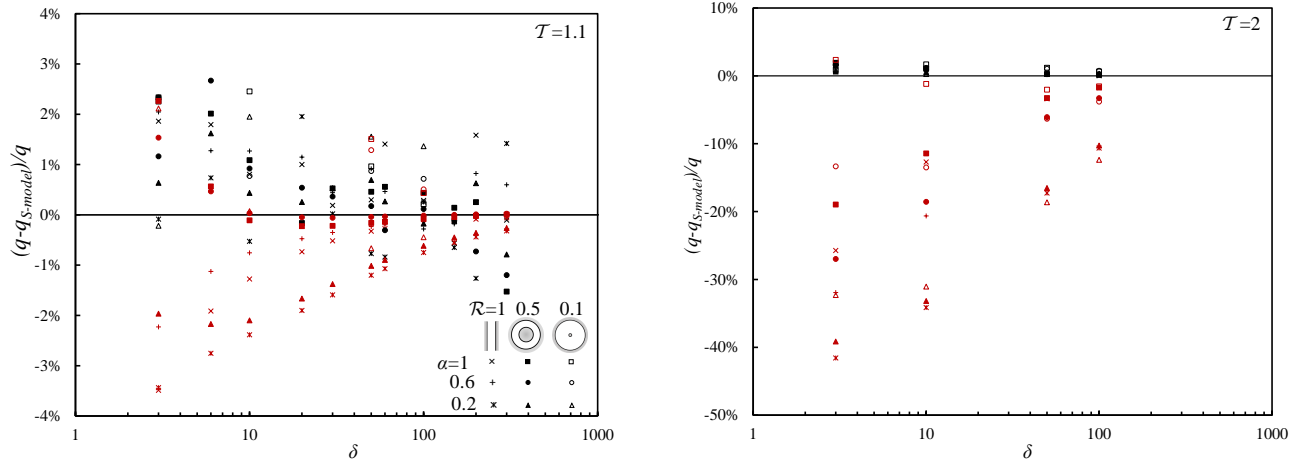 4%
3%
2%
1%
0%
-1%
-2%
-3%
-4%
(q-qS-model)/q
𝒯=1.1
ℛ=1 0.5 0.1
α=1
0.6
0.2
1 10 100 1000
δ
10%
0%
-10%
-20%
-30%
-40%
-50%
(q-qS-model)/q
𝒯=2
1 10 100 1000
δ